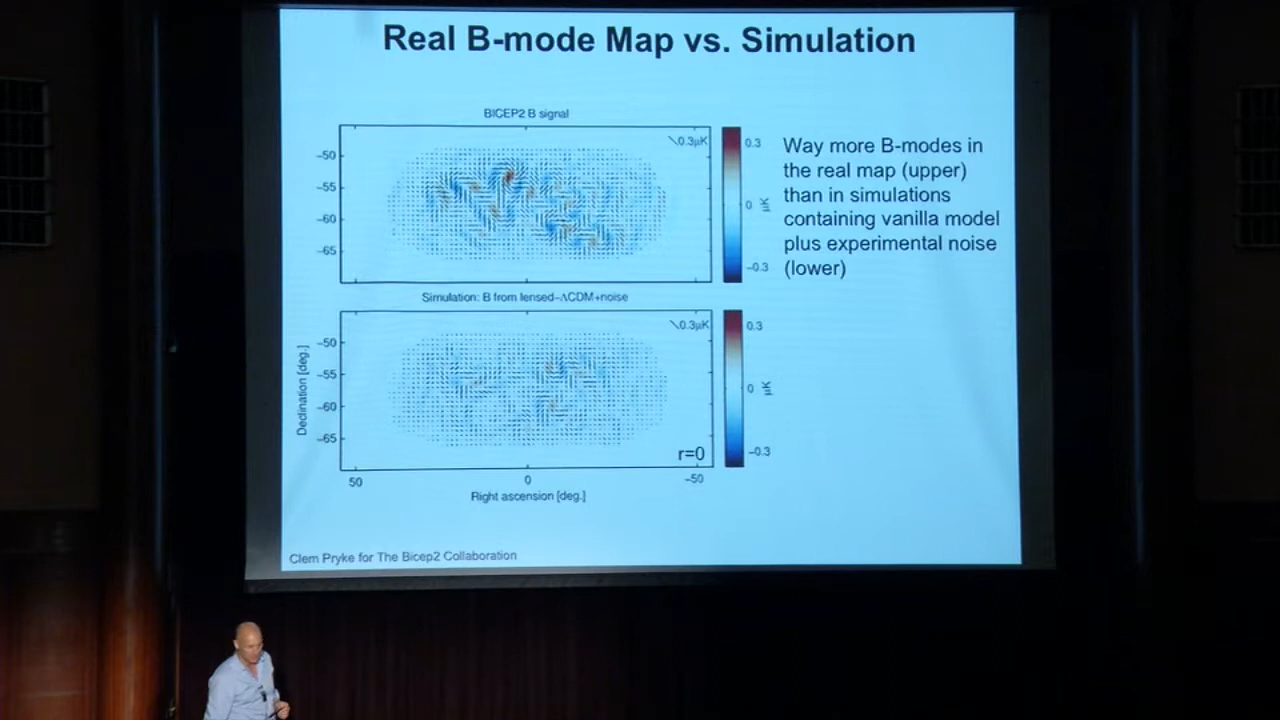 Real B-mode Map vs. Simulation
BICEP2 B signal
0.3μK
−50
−55
−60
−65
0.3
0
−0.3
μK
Way more B-modes in
the real map (upper)
than in simulations
containing vanilla model
plus experimental noise
(lower)
Simulation: B from lensed−ΛCDM+noise
0.3μK
−50
−55
−60
−65
Declination [deg.]
r=0
0.3
0
−0.3
μK
50
0
−50
Right ascension [deg.]
Clem Pryke for The Bicep2 Collaboration